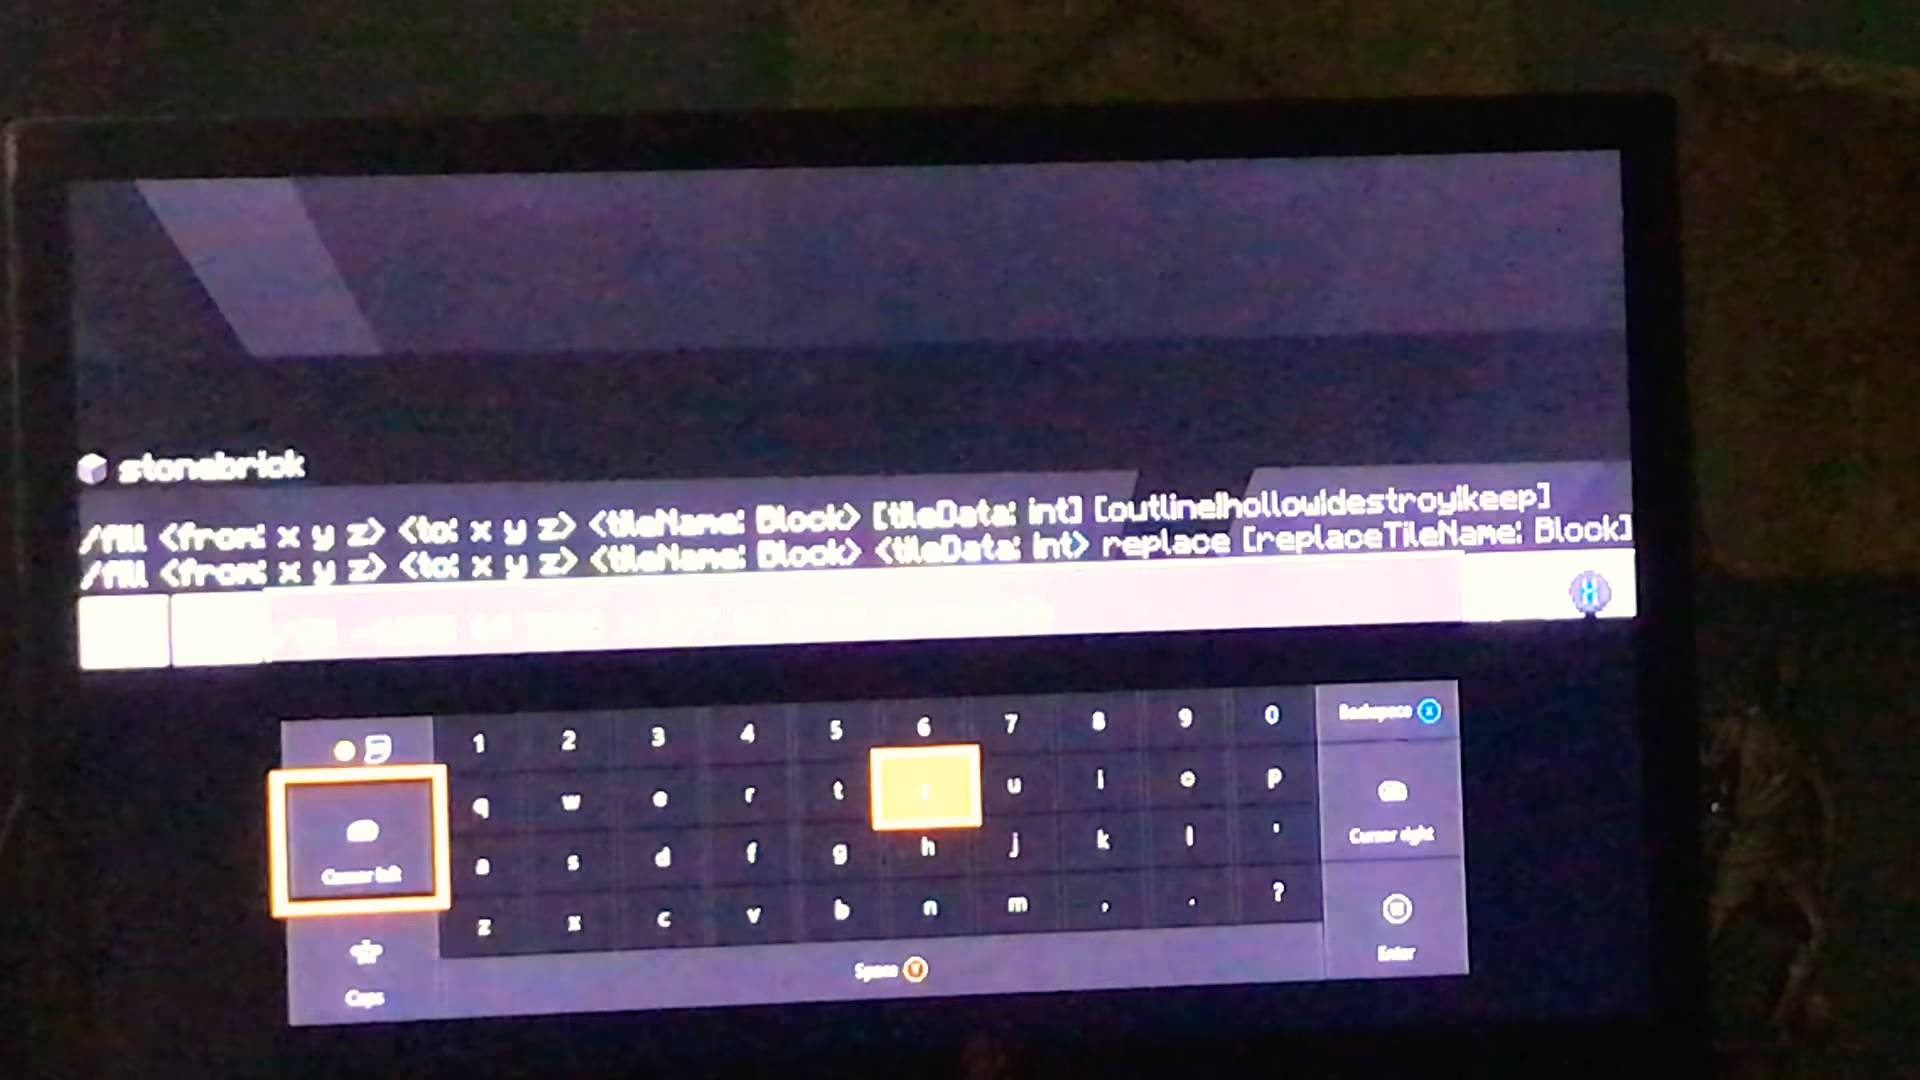 stonebrick
/fill <from: x y z> <to: x y z> <tileName: Block> [tileData: int] [outline|hollow|destroy|keep]
/fill <from: x y z> <to: x y z> <tileName: Block> <tileData: int> replace [replaceTileName: Block]
1 2 3 4 5 6 7 8 9 0 Backspace X
q w e r t y u i o p
Cursor left a s d f g h j k l ' Cursor right
z x c v b n m , . ?
Caps Space Y Enter